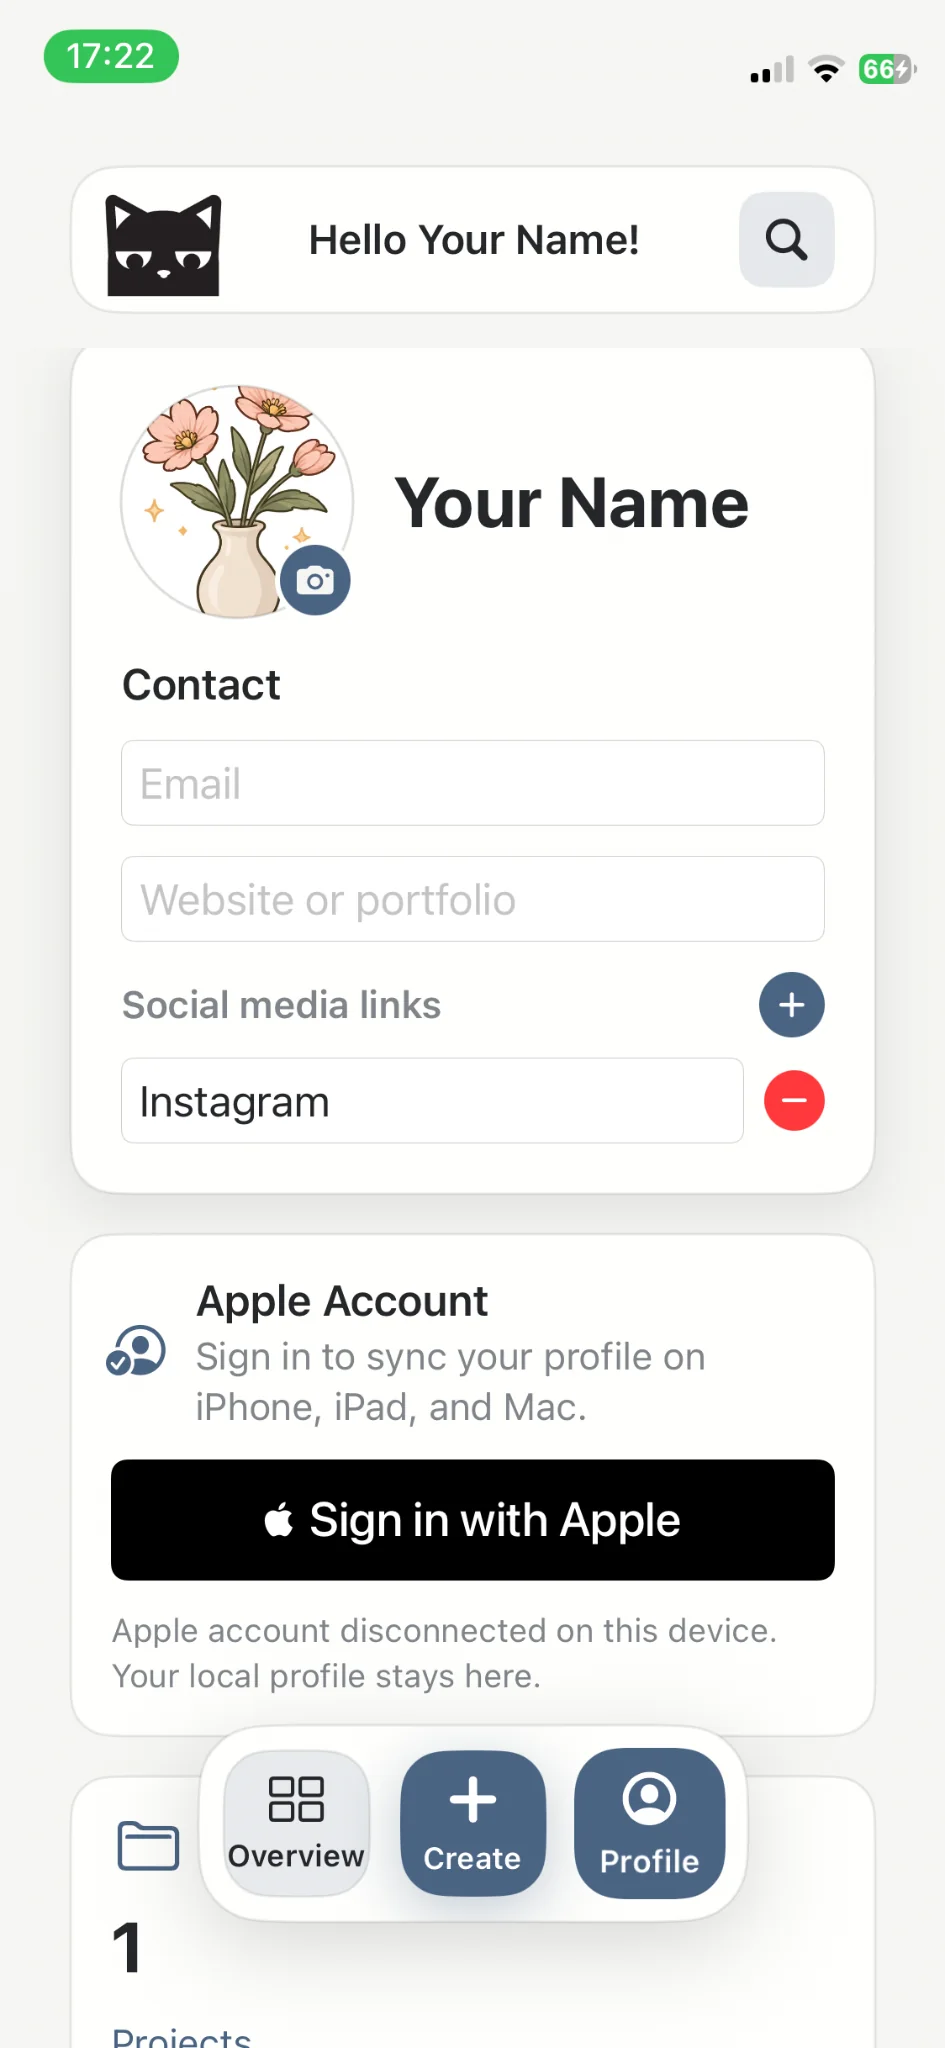 17:22
66
Hello Your Name!
Your Name
Contact
Email
Website or portfolio
Social media links
Instagram
Apple Account
Sign in to sync your profile on
iPhone, iPad, and Mac.
Sign in with Apple
Apple account disconnected on this device.
Your local profile stays here.
Overview
Create
Profile
1
Projects